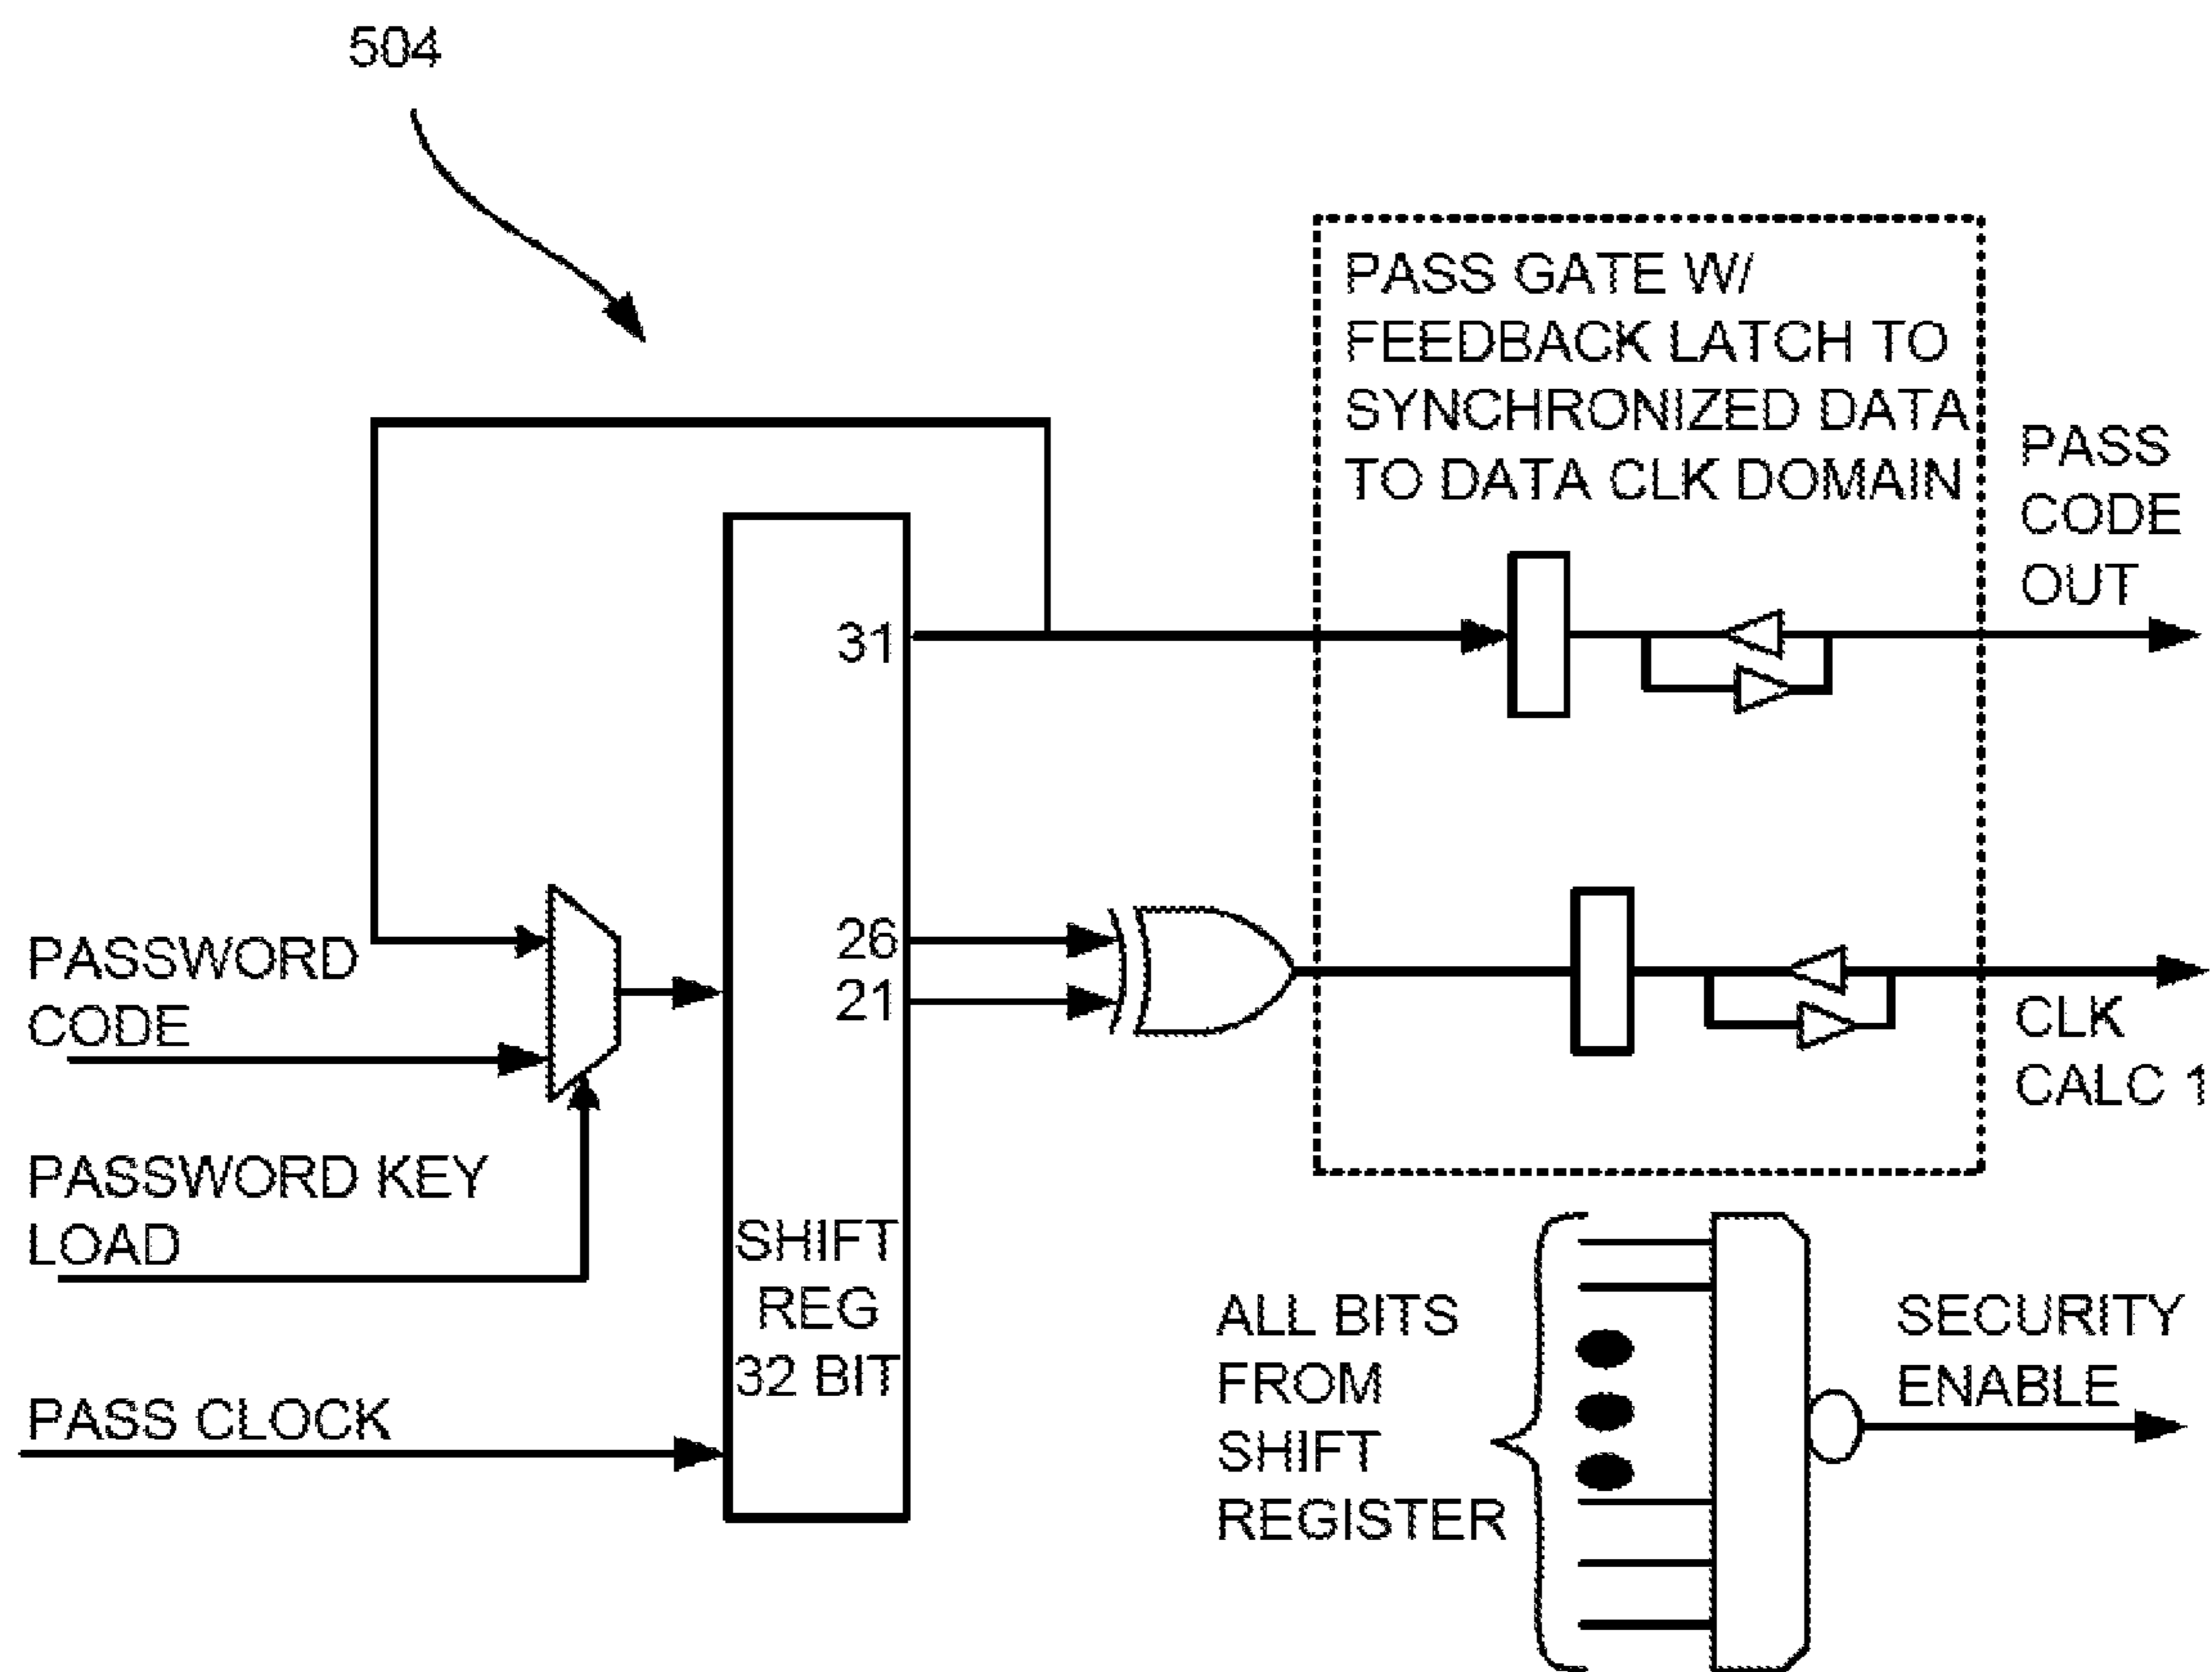 504
PASS GATE W/
FEEDBACK LATCH TO
SYNCHRONIZED DATA
TO DATA CLK DOMAIN
PASS
CODE
OUT
31
26
21
PASSWORD
CODE
CLK
CALC 1
PASSWORD KEY
LOAD
SHIFT
REG
32 BIT
PASS CLOCK
ALL BITS
FROM
SHIFT
REGISTER
SECURITY
ENABLE